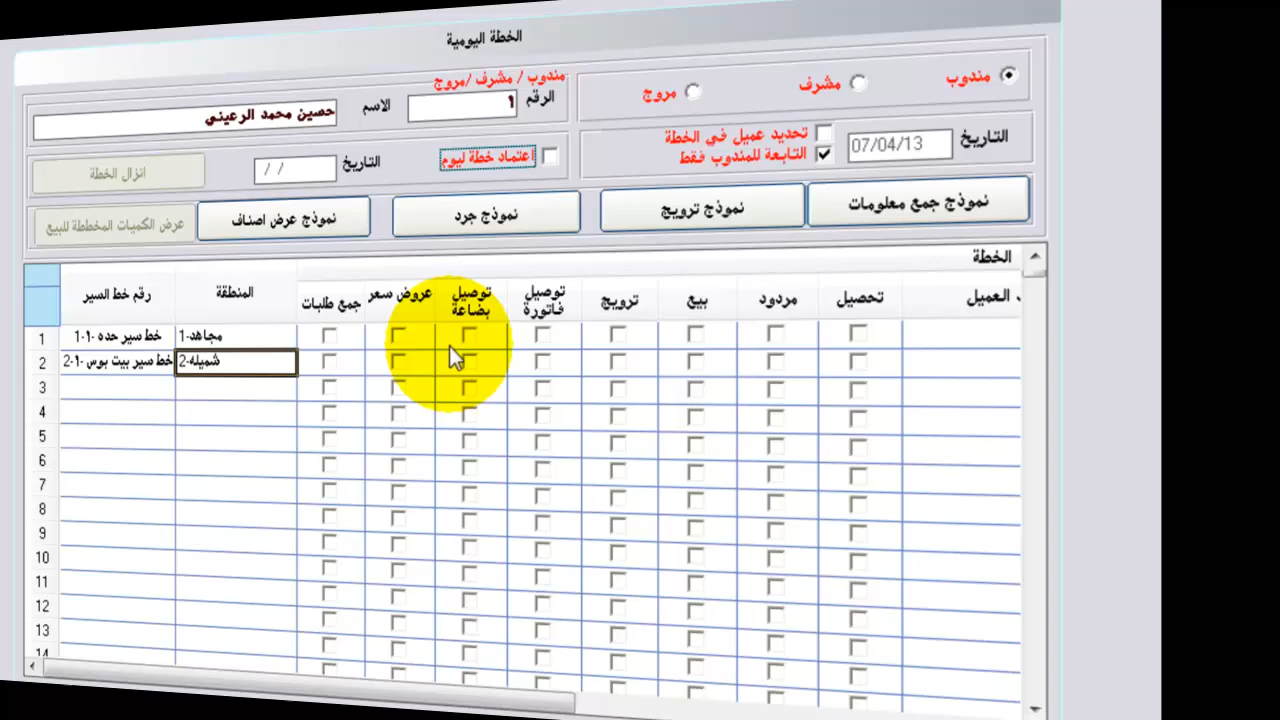 الخطة اليومية
مندوب
مشرف
مروج
مندوب / مشرف /مروج
الرقم
1
الاسم
حصين محمد الرعيني
التاريخ
07/04/13
تحديد عميل في الخطة
التابعة للمندوب فقط
اعتماد خطة ليوم
التاريخ
/ /
انزال الخطة
نموذج جمع معلومات
نموذج ترويج
نموذج جرد
نموذج عرض اصناف
عرض الكميات المخططة للبيع
الخطة
العميل
تحصيل
مردود
بيع
ترويج
توصيل فاتورة
توصيل بضاعة
عروض سعر
جمع طلبات
المنطقة
رقم خط السير
1
مجاهد-1
خط سير حده -1-1
2
شميله-2
خط سير بيت بوس -1-2
3
4
5
6
7
8
9
10
11
12
13
14